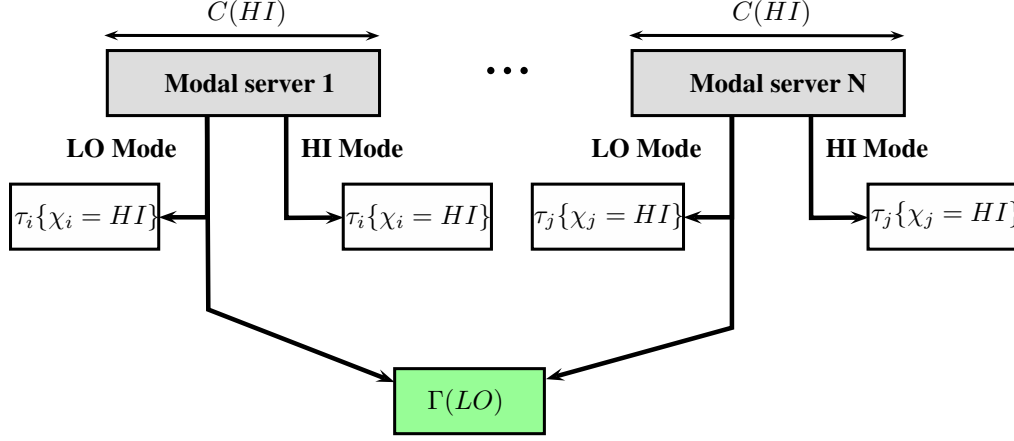 C(HI) C(HI)
Modal server 1 ... Modal server N
LO Mode HI Mode LO Mode HI Mode
τᵢ{χᵢ = HI} τᵢ{χᵢ = HI} τⱼ{χⱼ = HI} τⱼ{χⱼ = HI}
Γ(LO)